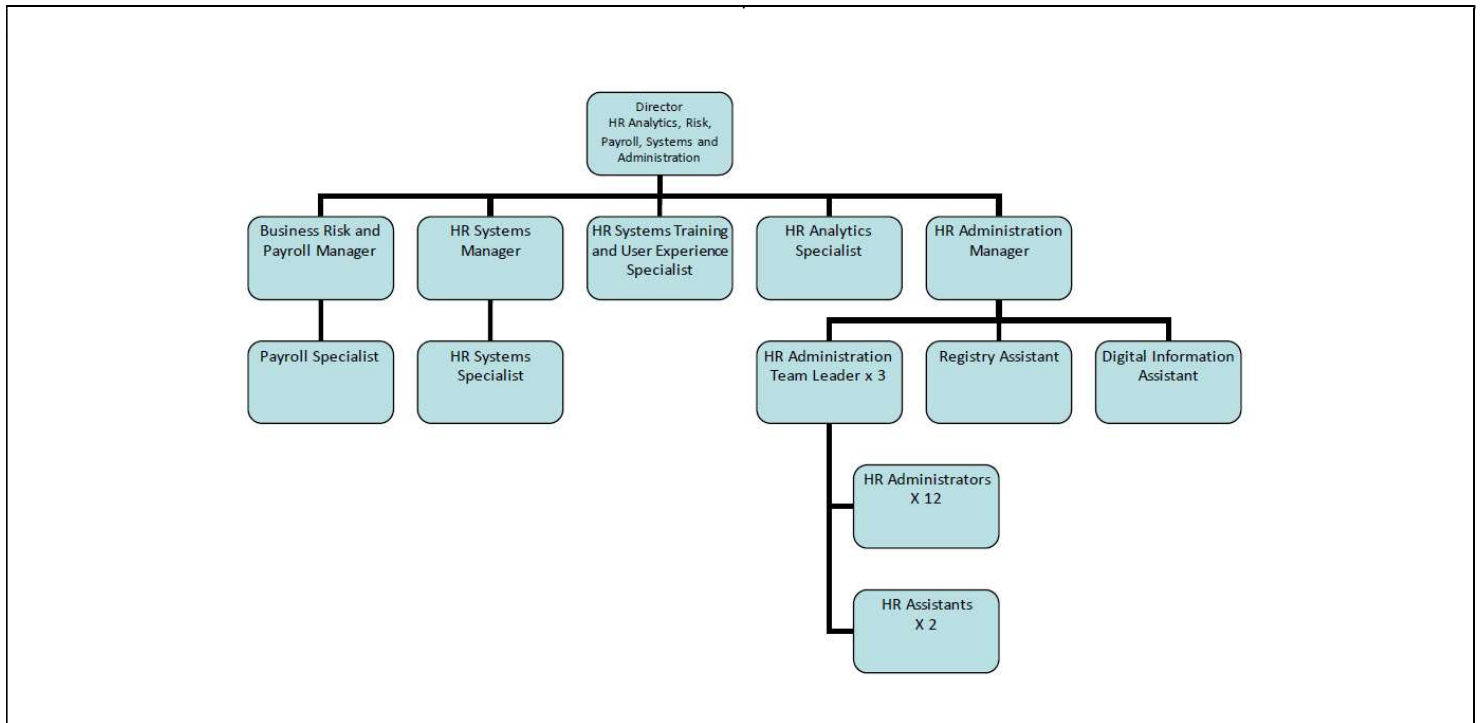 Director
HR Analytics, Risk,
Payroll, Systems and
Administration
Business Risk and
Payroll Manager
HR Systems
Manager
HR Systems Training
and User Experience
Specialist
HR Analytics
Specialist
HR Administration
Manager
Payroll Specialist
HR Systems
Specialist
HR Administration
Team Leader x 3
Registry Assistant
Digital Information
Assistant
HR Administrators
X 12
HR Assistants
X 2